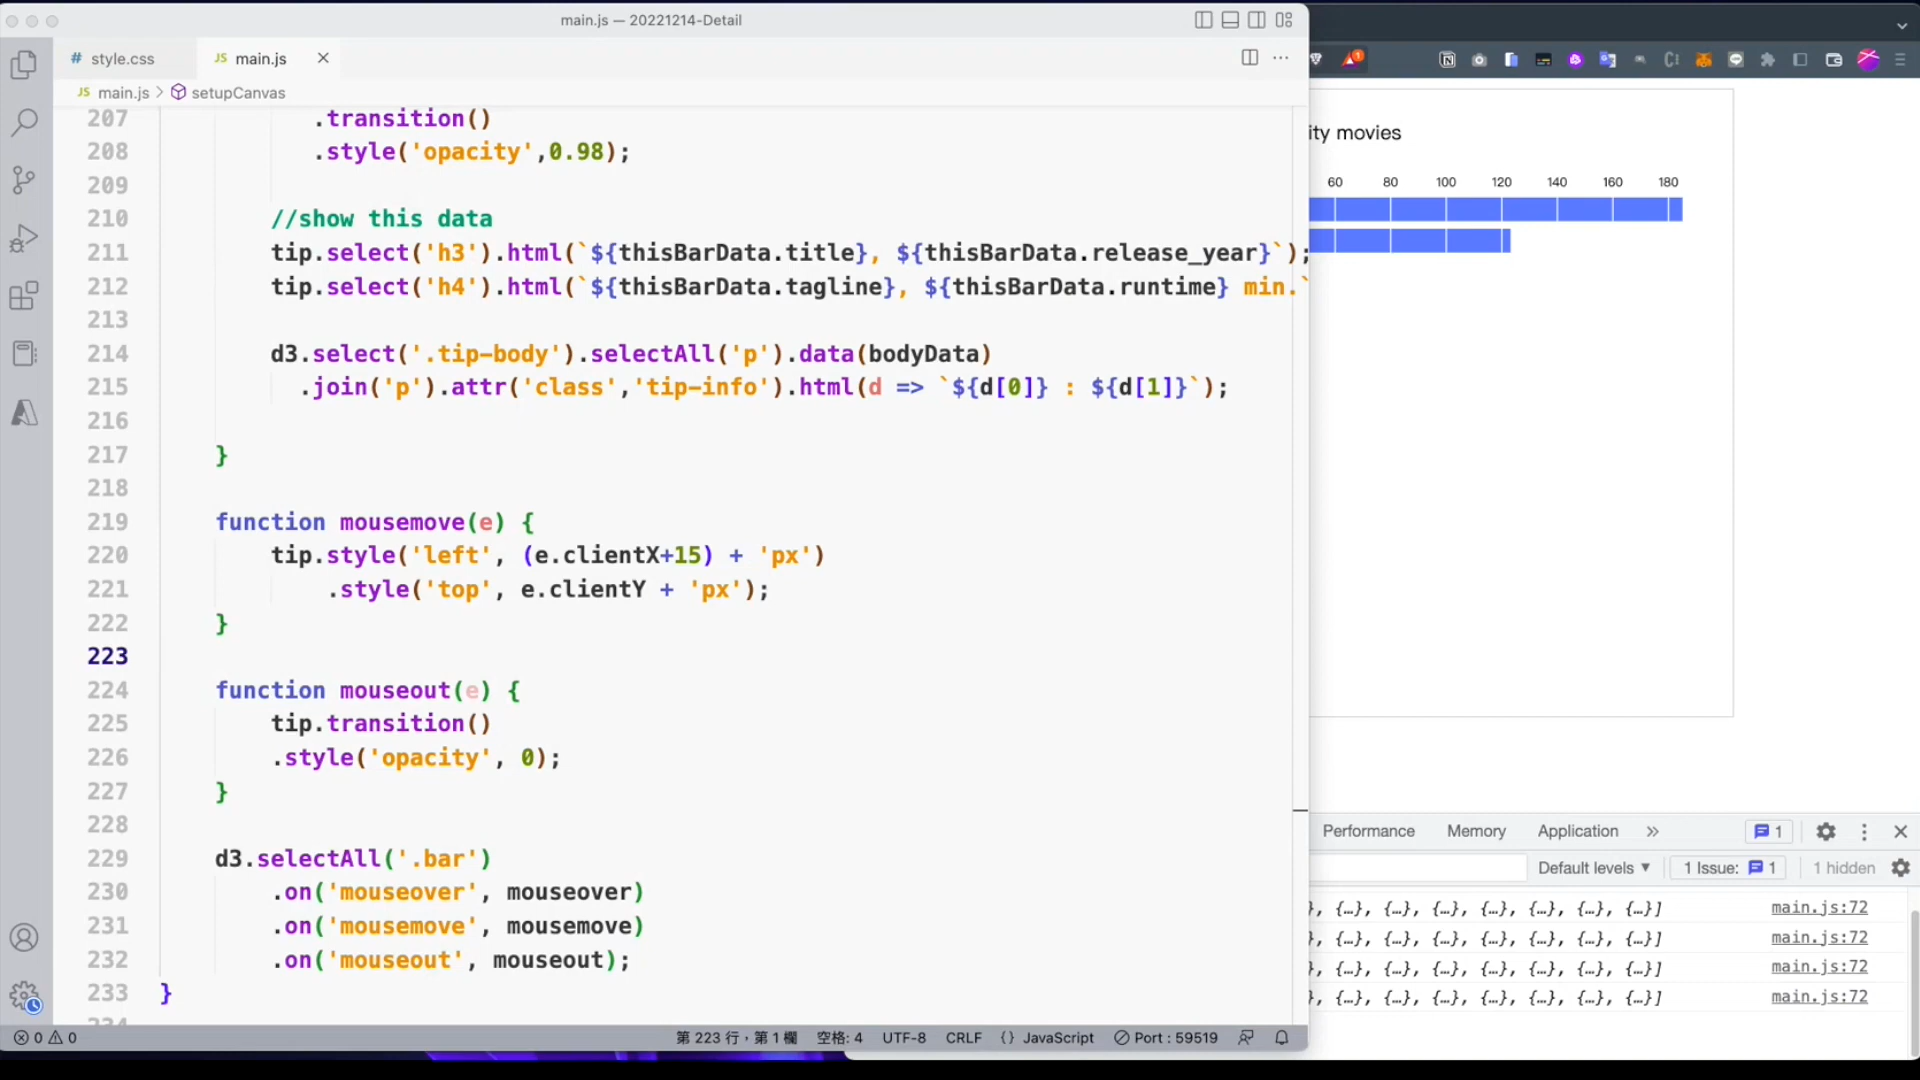 main.js — 20221214-Detail
# style.css
JS main.js
JS main.js > setupCanvas
207 .transition()
208 .style('opacity',0.98);
209
210 //show this data
211 tip.select('h3').html(`${thisBarData.title}, ${thisBarData.release_year}`);
212 tip.select('h4').html(`${thisBarData.tagline}, ${thisBarData.runtime} min.`
213
214 d3.select('.tip-body').selectAll('p').data(bodyData)
215 .join('p').attr('class','tip-info').html(d => `${d[0]} : ${d[1]}`);
216
217 }
218
219 function mousemove(e) {
220 tip.style('left', (e.clientX+15) + 'px')
221 .style('top', e.clientY + 'px');
222 }
223
224 function mouseout(e) {
225 tip.transition()
226 .style('opacity', 0);
227 }
228
229 d3.selectAll('.bar')
230 .on('mouseover', mouseover)
231 .on('mousemove', mousemove)
232 .on('mouseout', mouseout);
233 }
0 0 第 223 行，第 1 欄 空格: 4 UTF-8 CRLF {} JavaScript Port : 59519
ity movies
60 80 100 120 140 160 180
Performance Memory Application » 1
Default levels ▼ 1 Issue: 1 1 hidden
}, {…}, {…}, {…}, {…}, {…}, {…}, {…}] main.js:72
}, {…}, {…}, {…}, {…}, {…}, {…}, {…}] main.js:72
}, {…}, {…}, {…}, {…}, {…}, {…}, {…}] main.js:72
}, {…}, {…}, {…}, {…}, {…}, {…}, {…}] main.js:72